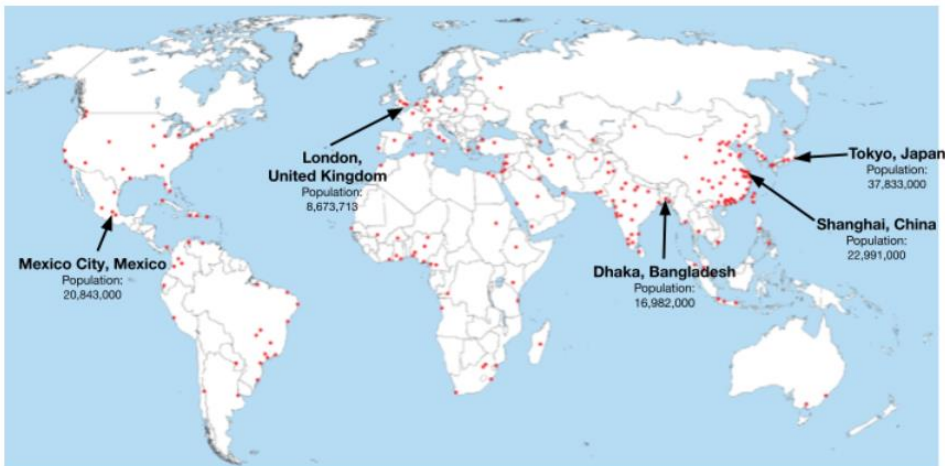 London,
United Kingdom
Population:
8,673,713
Tokyo, Japan
Population:
37,833,000
Shanghai, China
Population:
22,991,000
Mexico City, Mexico
Population:
20,843,000
Dhaka, Bangladesh
Population:
16,982,000